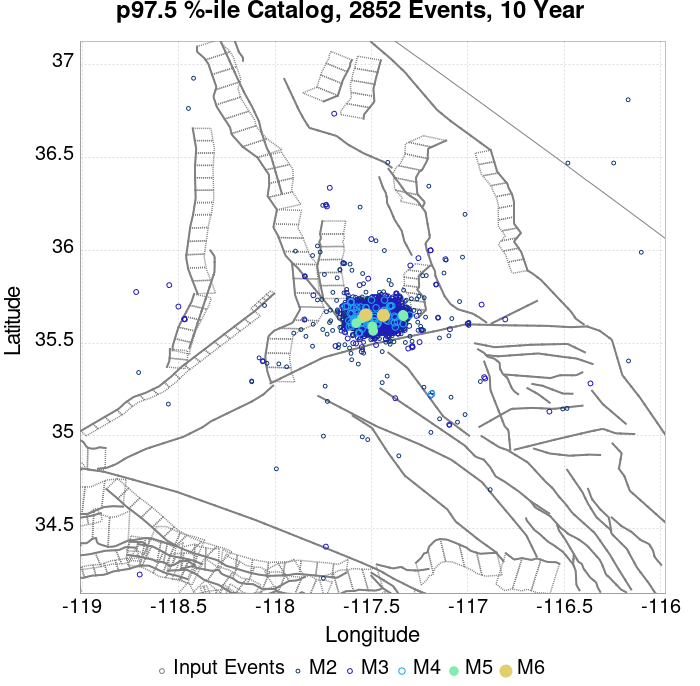 p97.5 %-ile Catalog, 2852 Events, 10 Year
37
36.5
36
35.5
35
34.5
Latitude
-119
-118.5
-118
-117.5
-117
-116.5
-116
Longitude
Input Events
M2
M3
M4
M5
M6